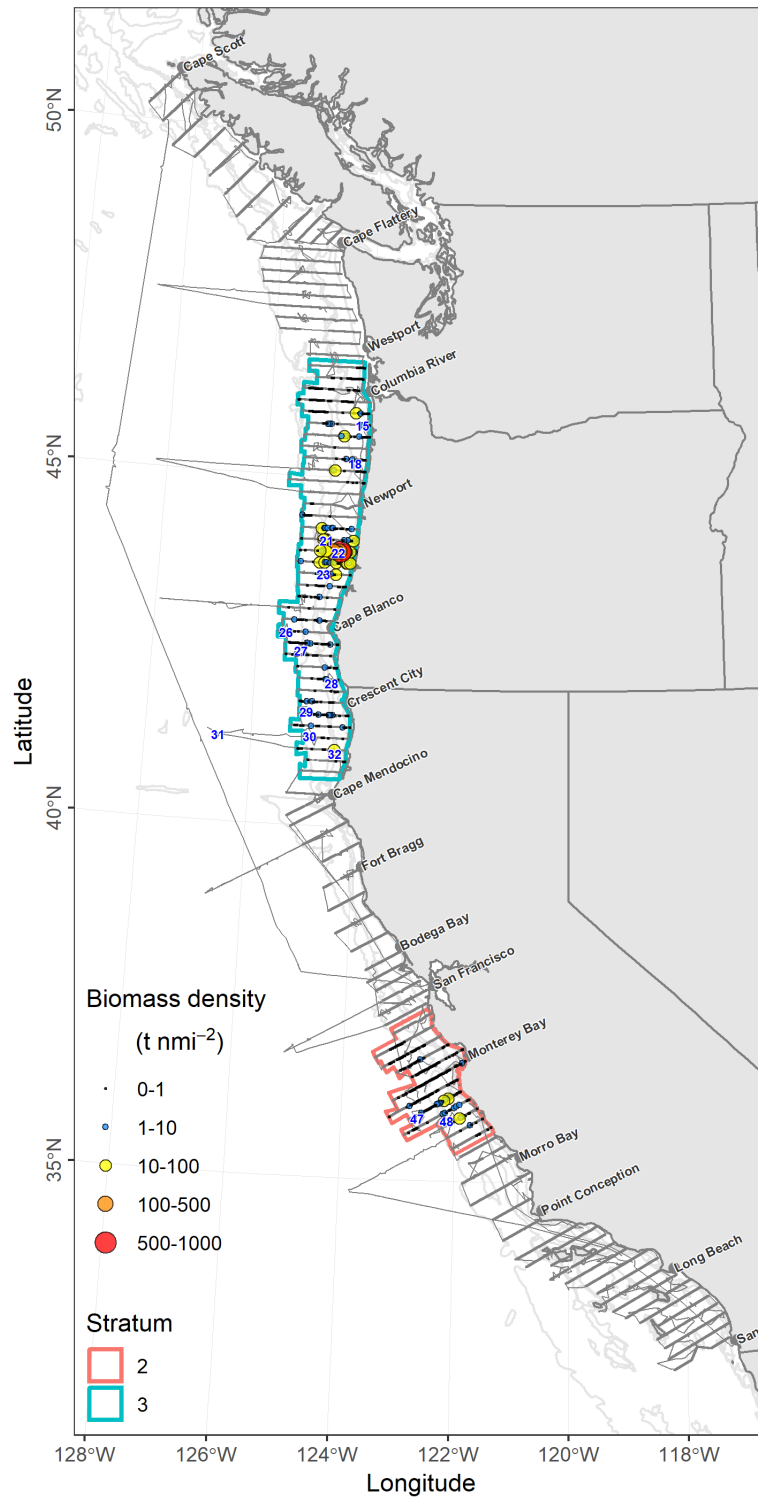 Cape Scott
50°N
Cape Flattery
Westport
Columbia River
15
45°N
18
Newport
21
22
23
Cape Blanco
26
27
28
Crescent City
29
31
30
32
Cape Mendocino
40°N
Fort Bragg
Bodega Bay
San Francisco
Monterey Bay
47
48
Morro Bay
35°N
Point Conception
Long Beach
San
Latitude
Biomass density
(t nmi⁻²)
0-1
1-10
10-100
100-500
500-1000
Stratum
2
3
128°W
126°W
124°W
122°W
120°W
118°W
Longitude